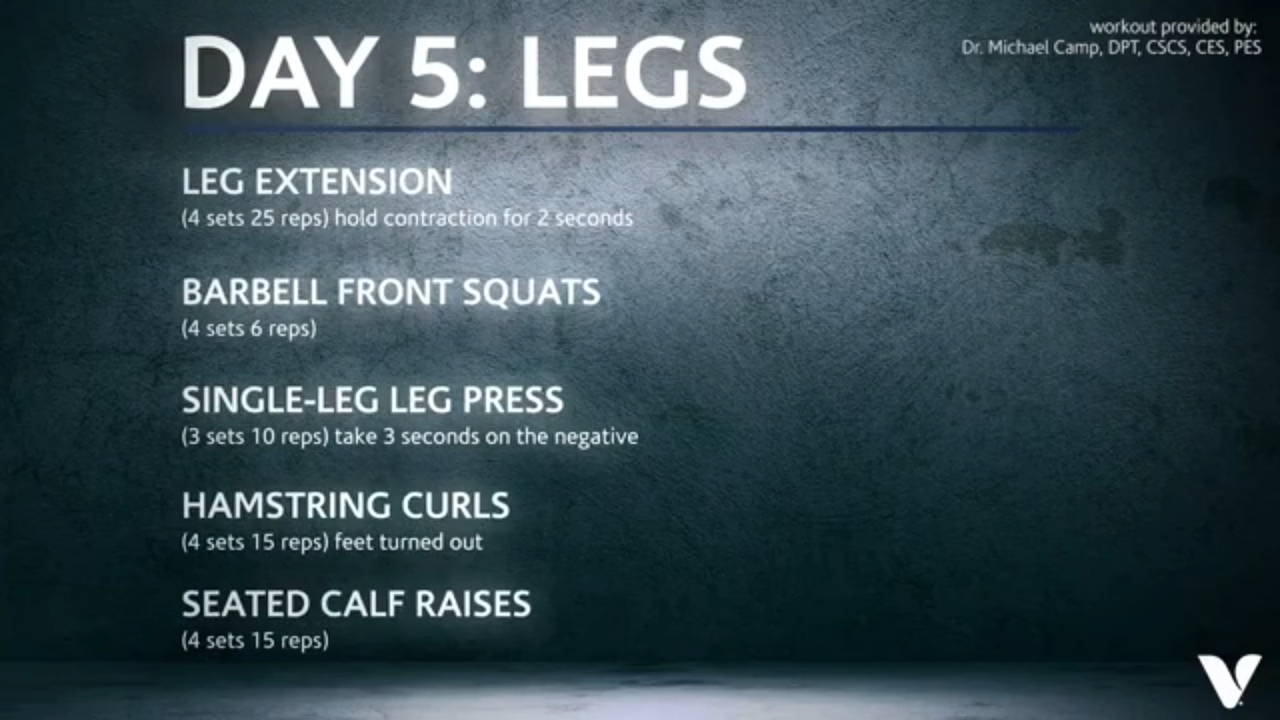 DAY 5: LEGS
workout provided by:
Dr. Michael Camp, DPT, CSCS, CES, PES
LEG EXTENSION
(4 sets 25 reps) hold contraction for 2 seconds
BARBELL FRONT SQUATS
(4 sets 6 reps)
SINGLE-LEG LEG PRESS
(3 sets 10 reps) take 3 seconds on the negative
HAMSTRING CURLS
(4 sets 15 reps) feet turned out
SEATED CALF RAISES
(4 sets 15 reps)